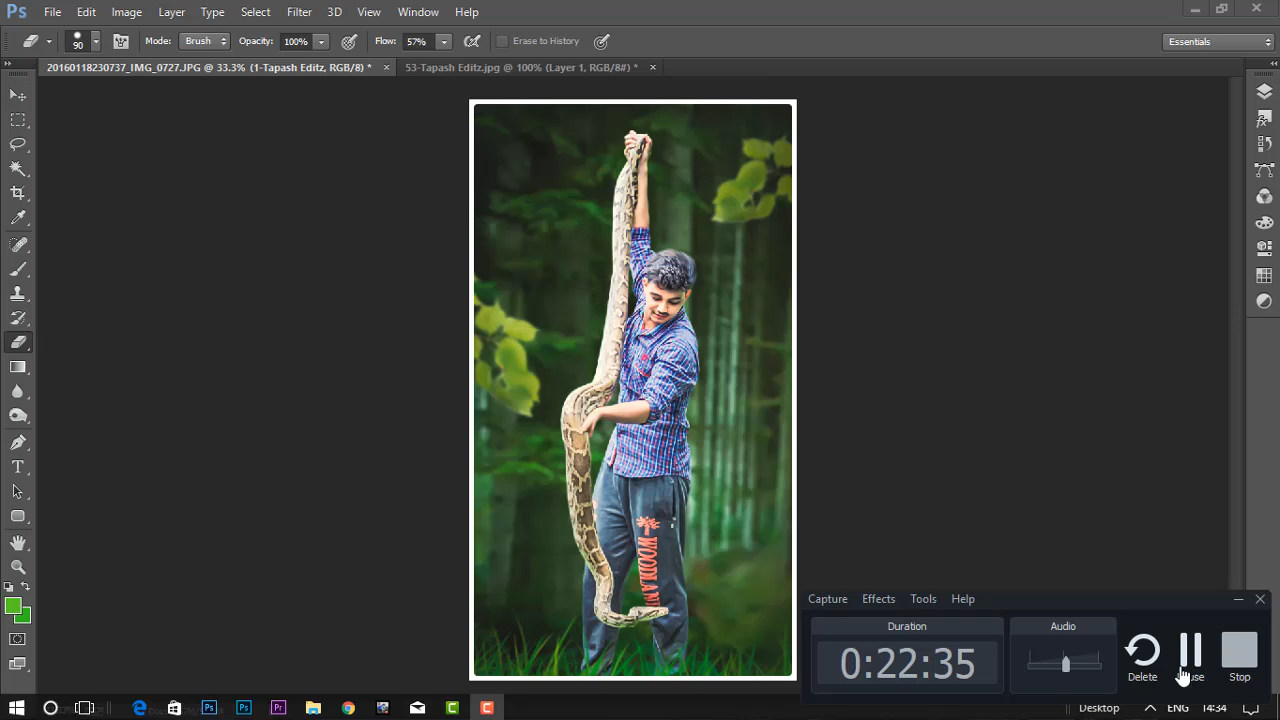 Ps File Edit Image Layer Type Select Filter 3D View Window Help
90 Mode: Brush Opacity: 100% Flow: 57% Erase to History Essentials
20160118230737_IMG_0727.JPG @ 33.3% (1-Tapash Editz, RGB/8) * × 53-Tapash Editz.jpg @ 100% (Layer 1, RGB/8#) * ×
WOODLAN
Capture Effects Tools Help
Duration Audio
0:22:35
Delete Stop
Desktop ENG 14:34